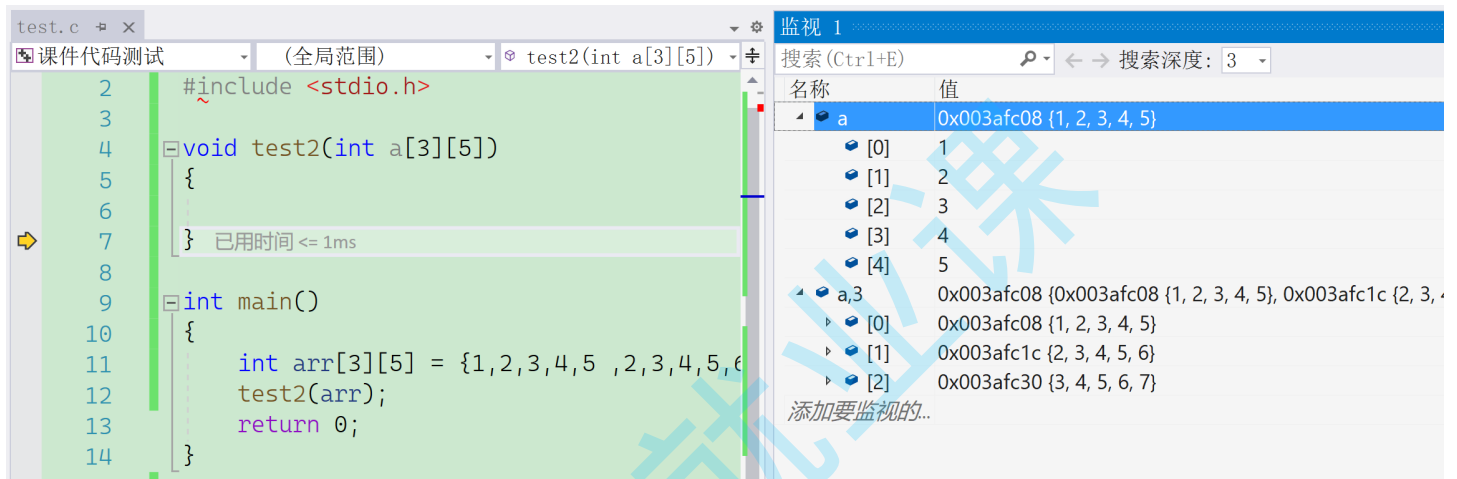 test.c
课件代码测试 (全局范围) test2(int a[3][5])
2 #include <stdio.h>
3
4 void test2(int a[3][5])
5 {
6
7 } 已用时间 <= 1ms
8
9 int main()
10 {
11 int arr[3][5] = {1,2,3,4,5 ,2,3,4,5,6
12 test2(arr);
13 return 0;
14 }
监视 1
搜索(Ctrl+E) 搜索深度: 3
名称 值
a 0x003afc08 {1, 2, 3, 4, 5}
[0] 1
[1] 2
[2] 3
[3] 4
[4] 5
a,3 0x003afc08 {0x003afc08 {1, 2, 3, 4, 5}, 0x003afc1c {2, 3,
[0] 0x003afc08 {1, 2, 3, 4, 5}
[1] 0x003afc1c {2, 3, 4, 5, 6}
[2] 0x003afc30 {3, 4, 5, 6, 7}
添加要监视的...
就业课